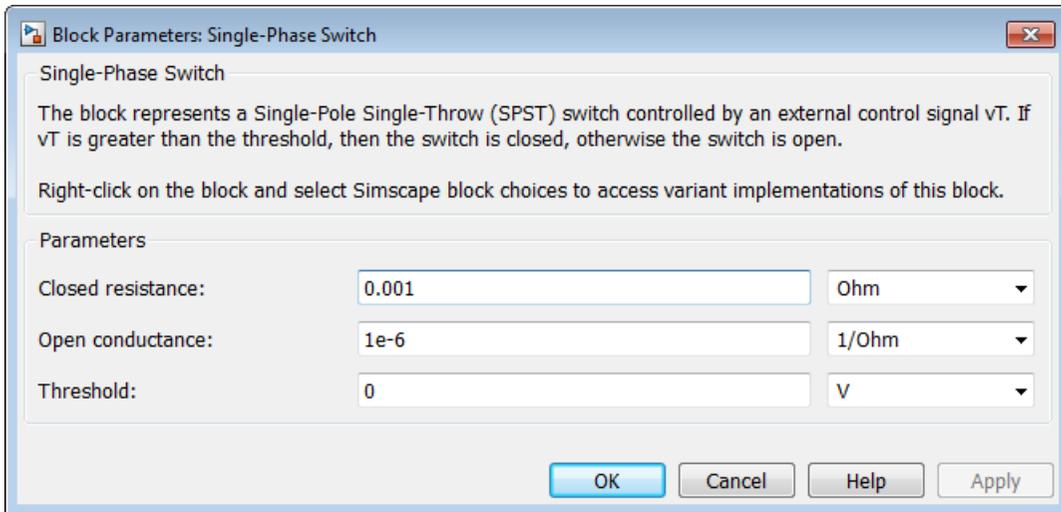 Block Parameters: Single-Phase Switch
Single-Phase Switch
The block represents a Single-Pole Single-Throw (SPST) switch controlled by an external control signal vT. If
vT is greater than the threshold, then the switch is closed, otherwise the switch is open.
Right-click on the block and select Simscape block choices to access variant implementations of this block.
Parameters
Closed resistance: 0.001 Ohm
Open conductance: 1e-6 1/Ohm
Threshold: 0 V
OK Cancel Help Apply